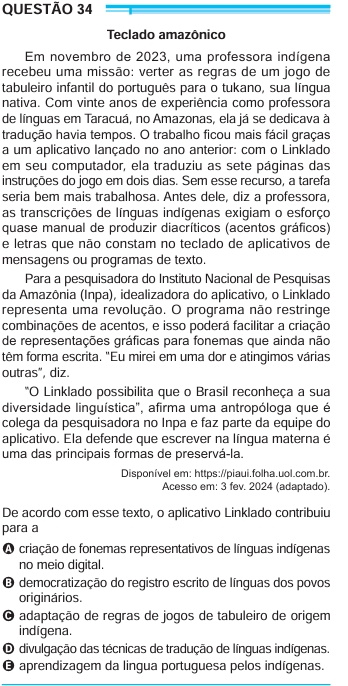 QUESTÃO 34
Teclado amazônico
Em novembro de 2023, uma professora indígena
recebeu uma missão: verter as regras de um jogo de
tabuleiro infantil do português para o tukano, sua língua
nativa. Com vinte anos de experiência como professora
de línguas em Taracuá, no Amazonas, ela já se dedicava à
tradução havia tempos. O trabalho ficou mais fácil graças
a um aplicativo lançado no ano anterior: com o Linklado
em seu computador, ela traduziu as sete páginas das
instruções do jogo em dois dias. Sem esse recurso, a tarefa
seria bem mais trabalhosa. Antes dele, diz a professora,
as transcrições de línguas indígenas exigiam o esforço
quase manual de produzir diacríticos (acentos gráficos)
e letras que não constam no teclado de aplicativos de
mensagens ou programas de texto.
Para a pesquisadora do Instituto Nacional de Pesquisas
da Amazônia (Inpa), idealizadora do aplicativo, o Linklado
representa uma revolução. O programa não restringe
combinações de acentos, e isso poderá facilitar a criação
de representações gráficas para fonemas que ainda não
têm forma escrita. "Eu mirei em uma dor e atingimos várias
outras", diz.
"O Linklado possibilita que o Brasil reconheça a sua
diversidade linguística", afirma uma antropóloga que é
colega da pesquisadora no Inpa e faz parte da equipe do
aplicativo. Ela defende que escrever na língua materna é
uma das principais formas de preservá-la.
Disponível em: https://piaui.folha.uol.com.br.
Acesso em: 3 fev. 2024 (adaptado).
De acordo com esse texto, o aplicativo Linklado contribuiu
para a
A criação de fonemas representativos de línguas indígenas
no meio digital.
B democratização do registro escrito de línguas dos povos
originários.
C adaptação de regras de jogos de tabuleiro de origem
indígena.
D divulgação das técnicas de tradução de línguas indígenas.
E aprendizagem da lingua portuguesa pelos indígenas.